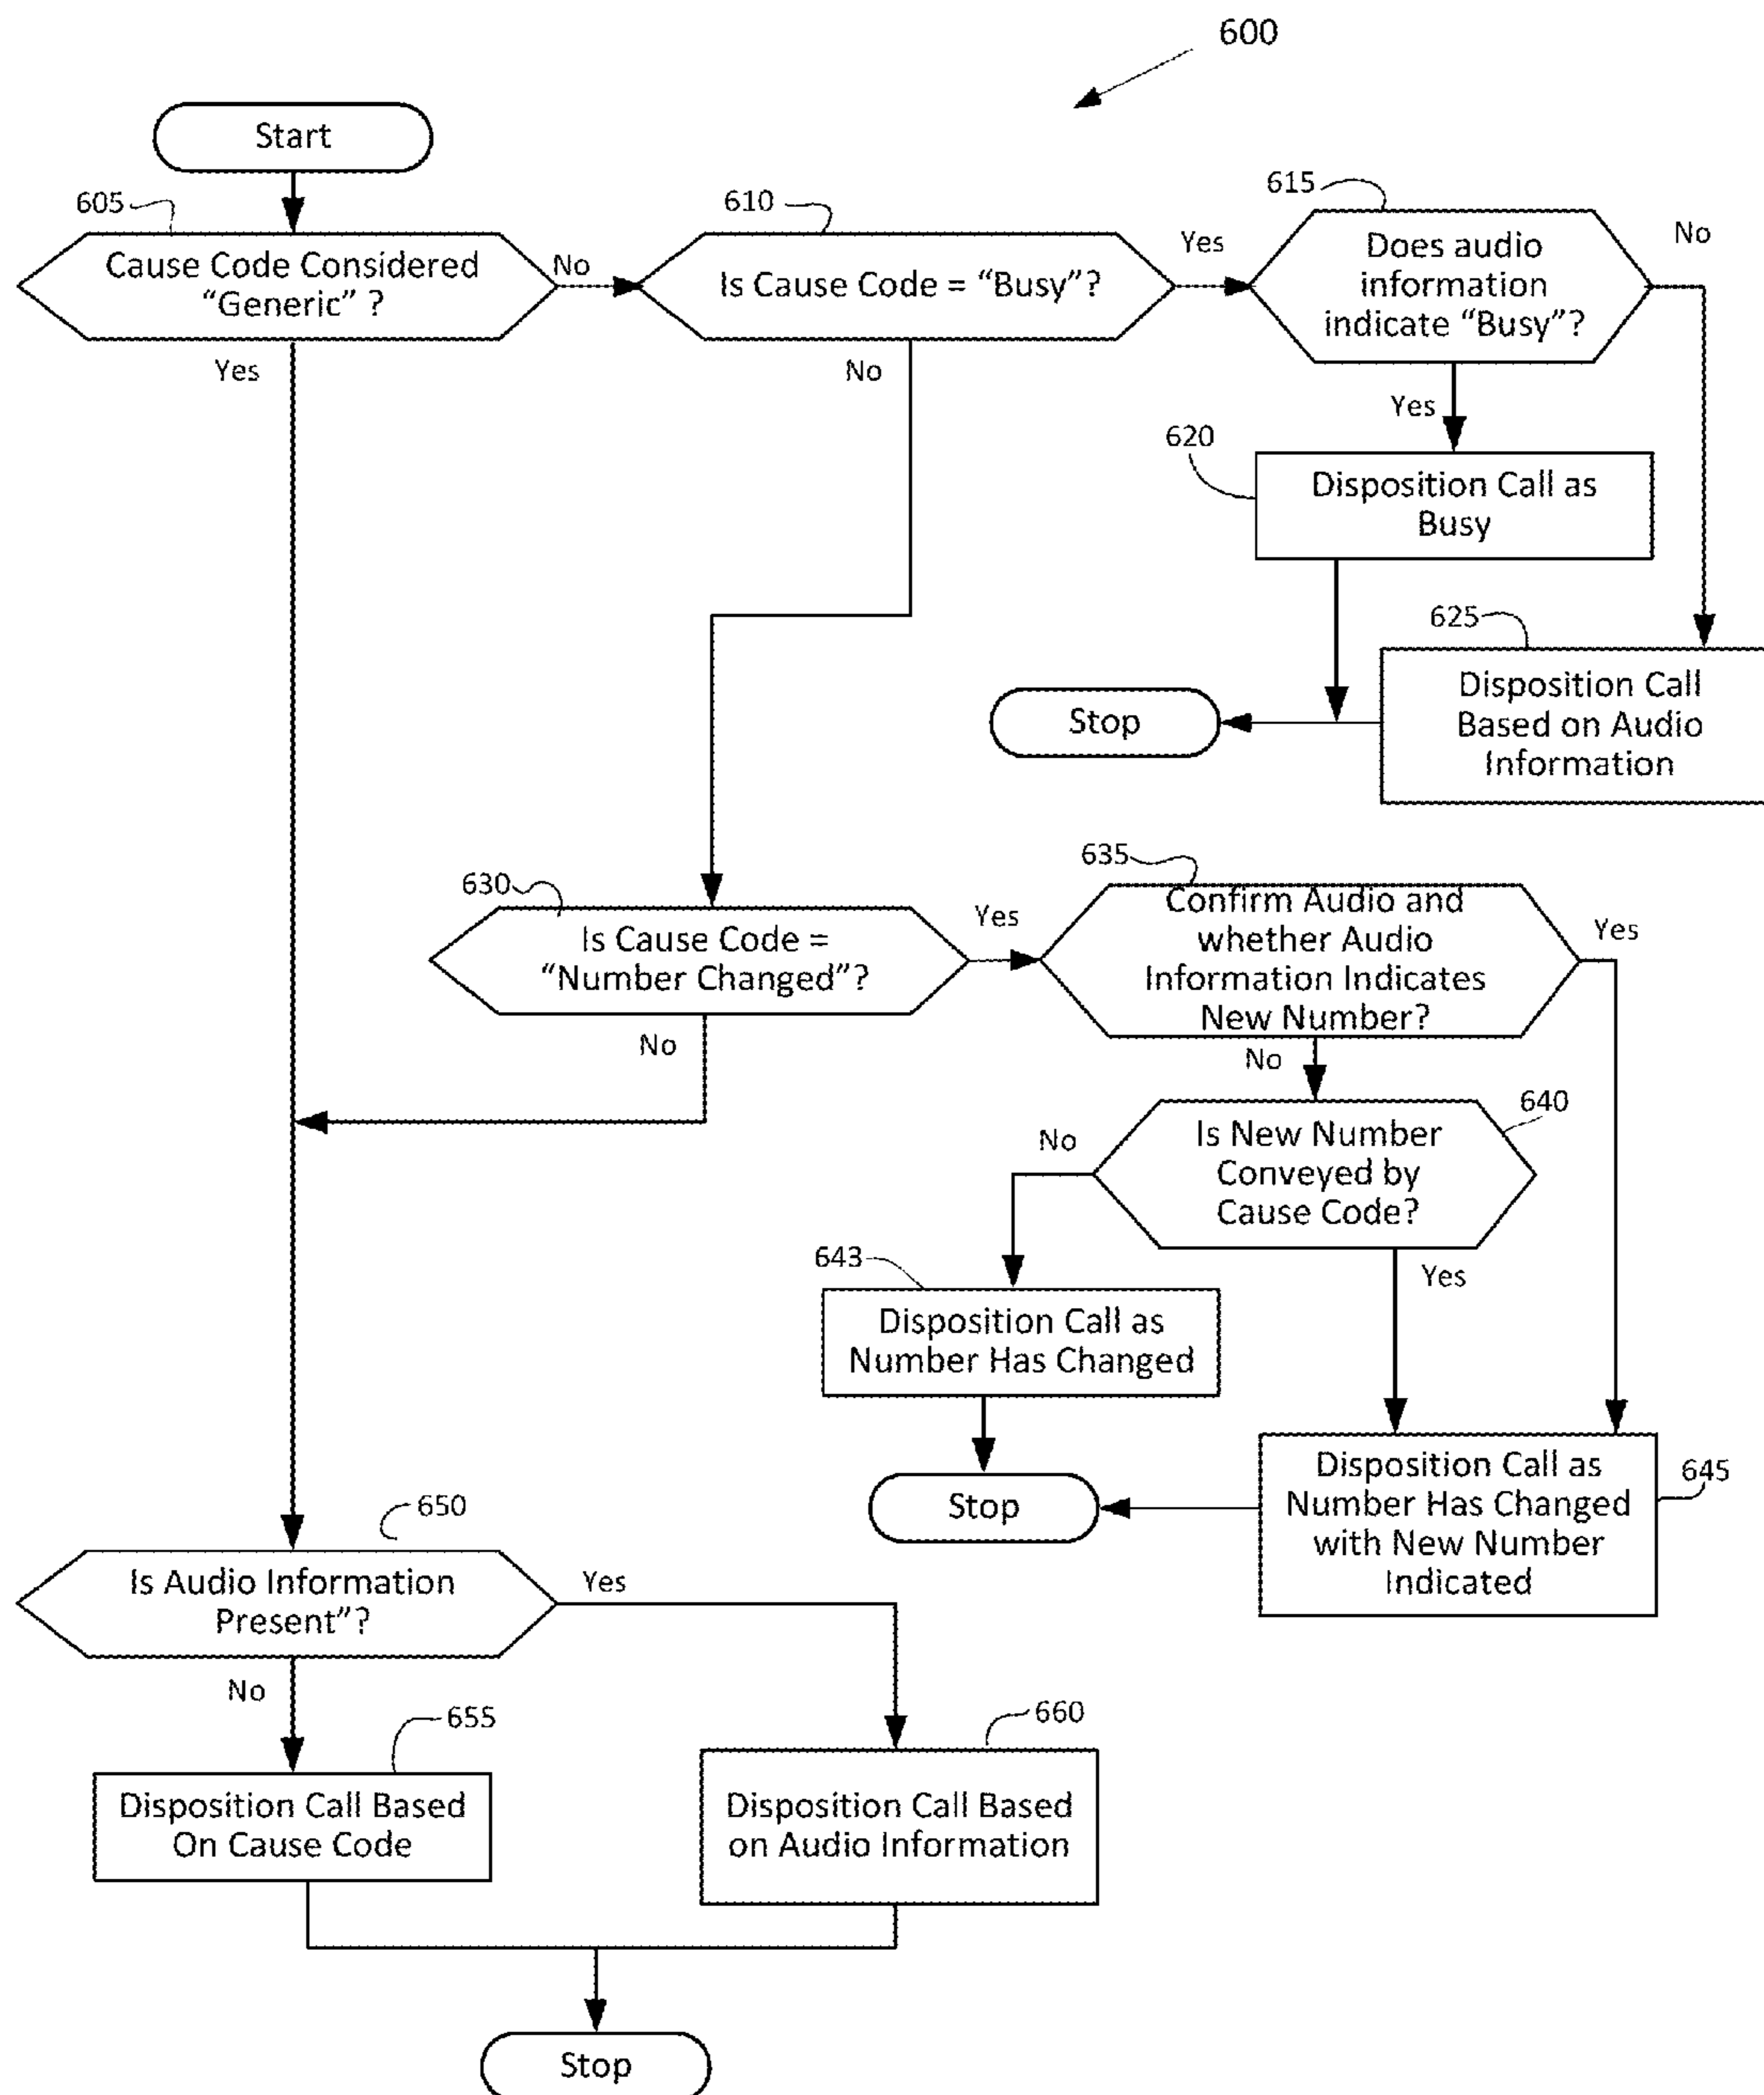 600
Start
605
Cause Code Considered
“Generic” ?
No
Yes
610
Is Cause Code = “Busy”?
Yes
No
615
Does audio
information
indicate “Busy”?
No
Yes
620
Disposition Call as
Busy
625
Disposition Call
Based on Audio
Information
Stop
630
Is Cause Code =
“Number Changed”?
Yes
No
635
Confirm Audio and
whether Audio
Information Indicates
New Number?
Yes
No
640
Is New Number
Conveyed by
Cause Code?
No
Yes
643
Disposition Call as
Number Has Changed
Stop
645
Disposition Call as
Number Has Changed
with New Number
Indicated
650
Is Audio Information
Present”?
Yes
No
655
Disposition Call Based
On Cause Code
660
Disposition Call Based
on Audio Information
Stop